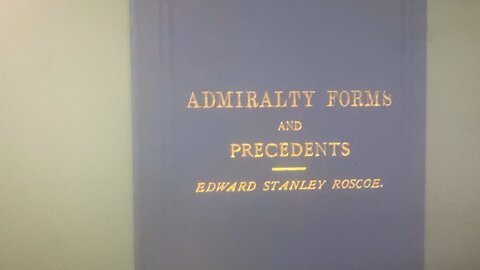 ADMIRALTY FORMS
AND
PRECEDENTS
EDWARD STANLEY ROSCOE.